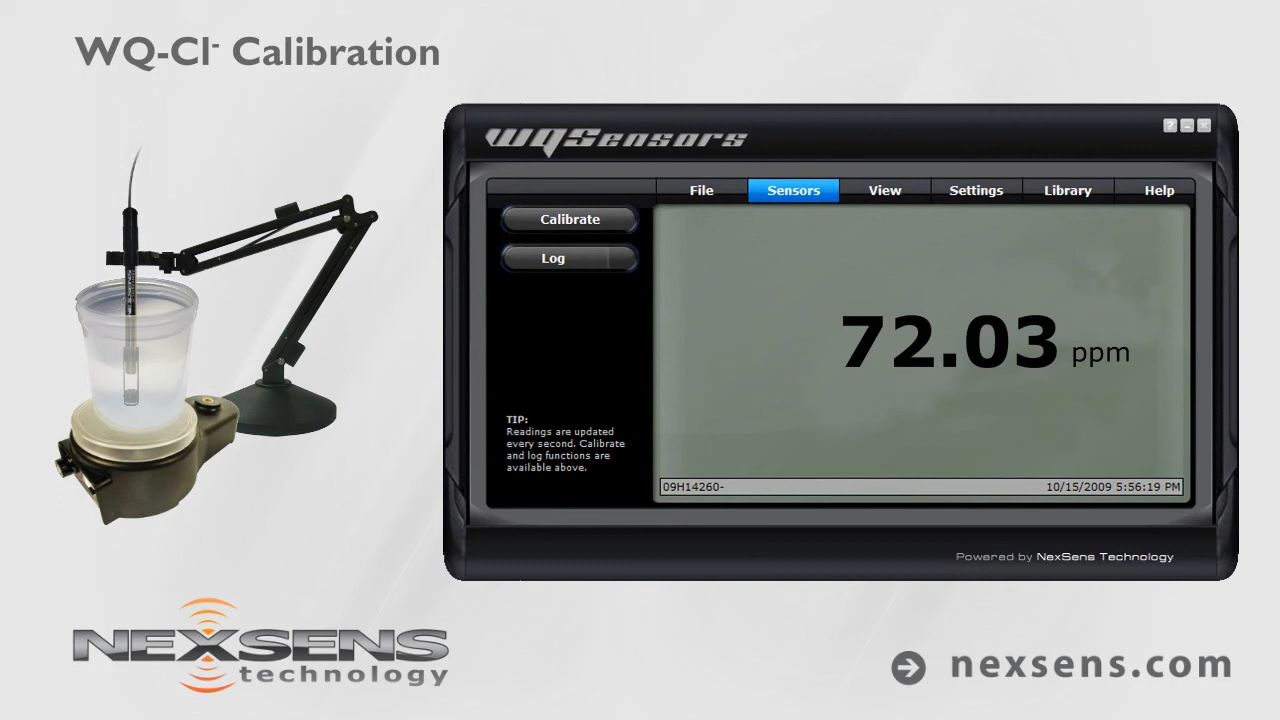 WQ-Cl- Calibration
WQSensors
? – ×
File Sensors View Settings Library Help
Calibrate
Log
72.03 ppm
TIP:
Readings are updated
every second. Calibrate
and log functions are
available above.
09H14260- 10/15/2009 5:56:19 PM
Powered by NexSens Technology
NEXSENS
technology
nexsens.com